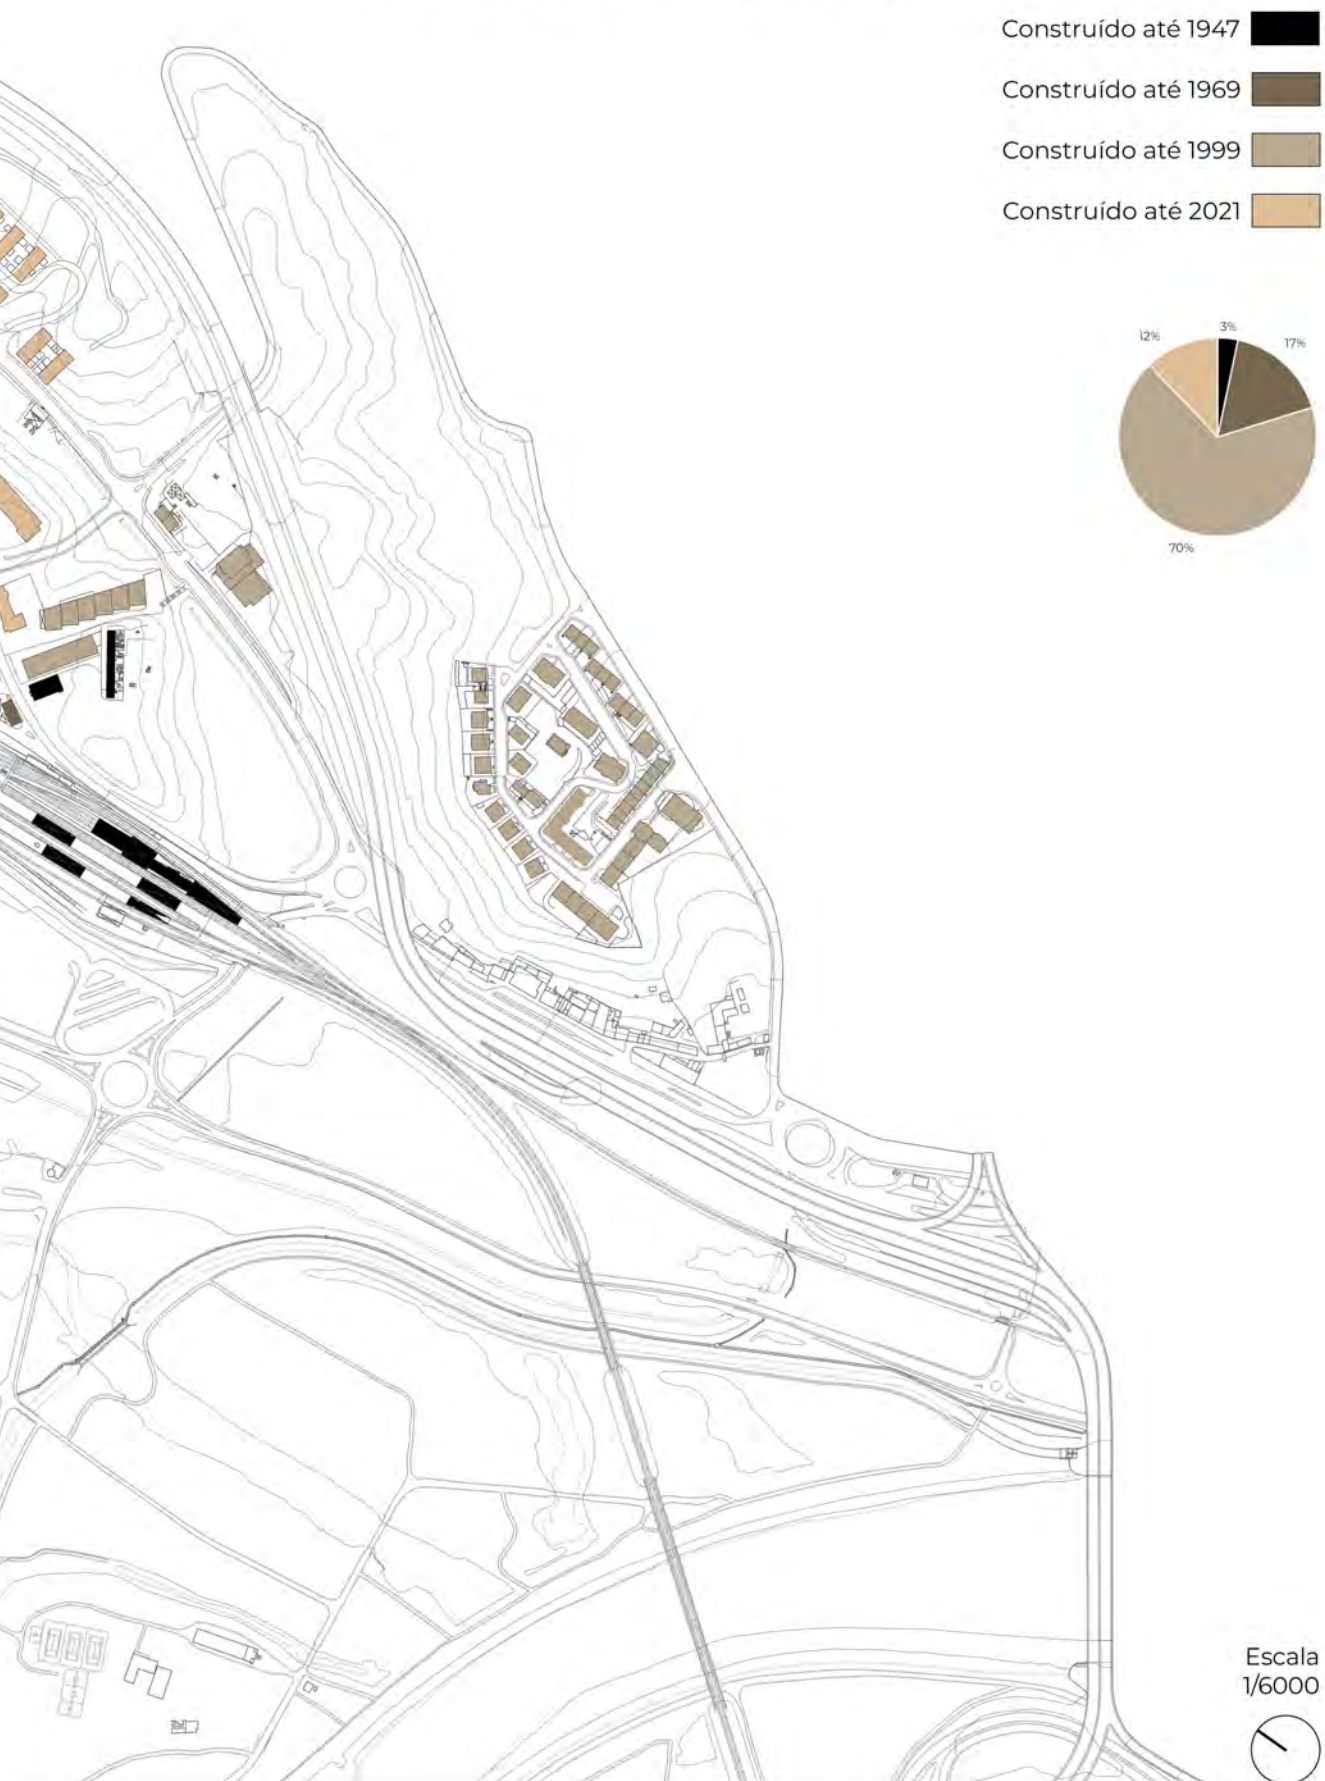 Construído até 1947
Construído até 1969
Construído até 1999
Construído até 2021
3%
12%
17%
70%
Escala
1/6000